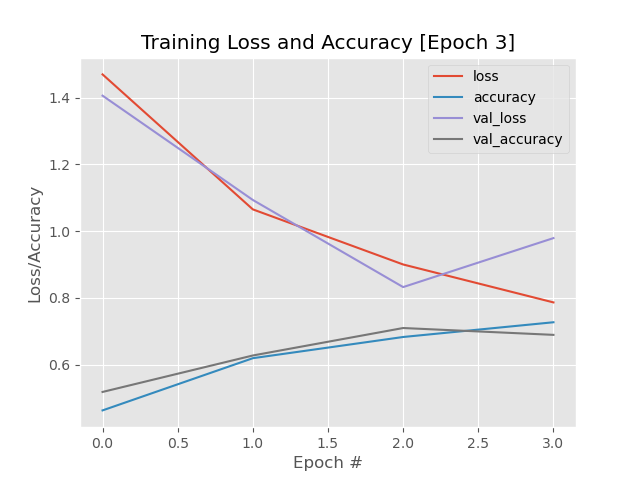 Training Loss and Accuracy [Epoch 3]
loss
accuracy
val_loss
val_accuracy
1.4
1.2
1.0
0.8
0.6
Loss/Accuracy
0.0 0.5 1.0 1.5 2.0 2.5 3.0
Epoch #